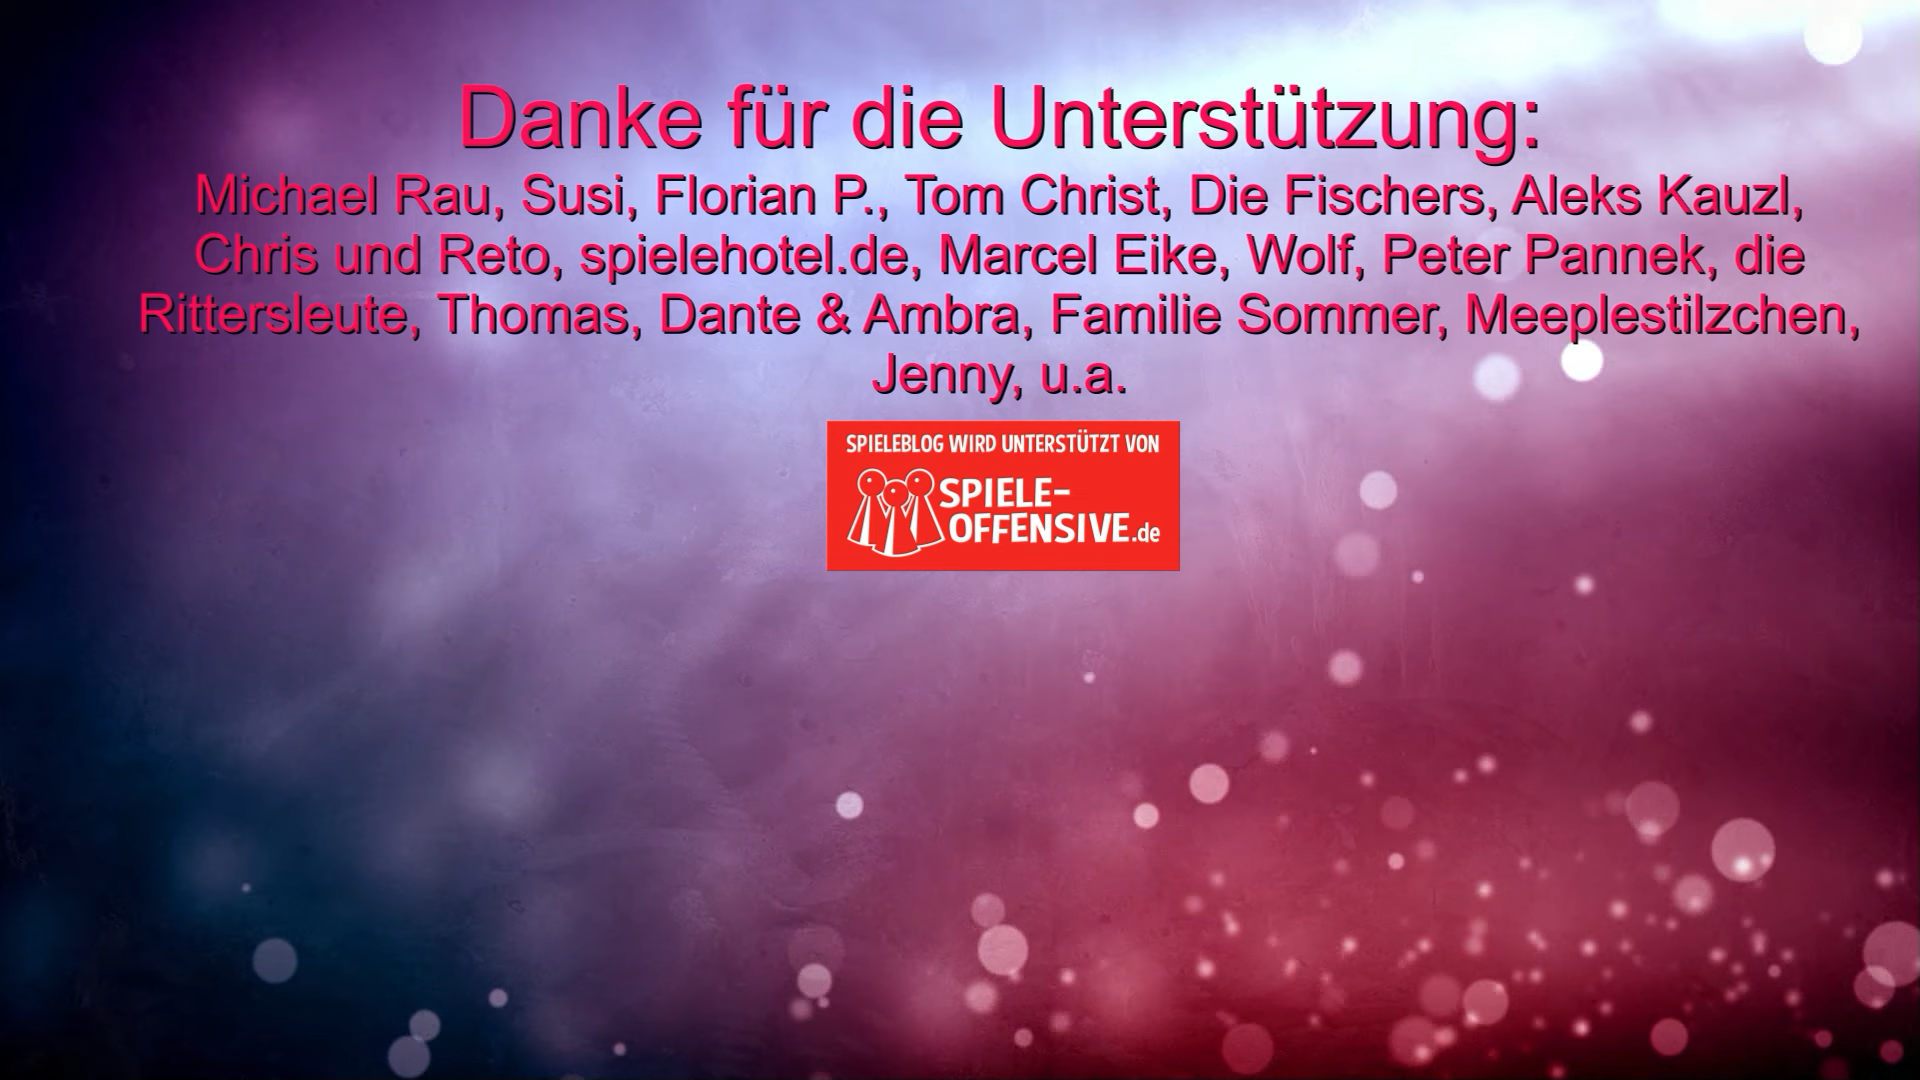 Danke für die Unterstützung:
Michael Rau, Susi, Florian P., Tom Christ, Die Fischers, Aleks Kauzl,
Chris und Reto, spielehotel.de, Marcel Eike, Wolf, Peter Pannek, die
Rittersleute, Thomas, Dante & Ambra, Familie Sommer, Meeplestilzchen,
Jenny, u.a.
SPIELEBLOG WIRD UNTERSTÜTZT VON
SPIELE-
OFFENSIVE.de